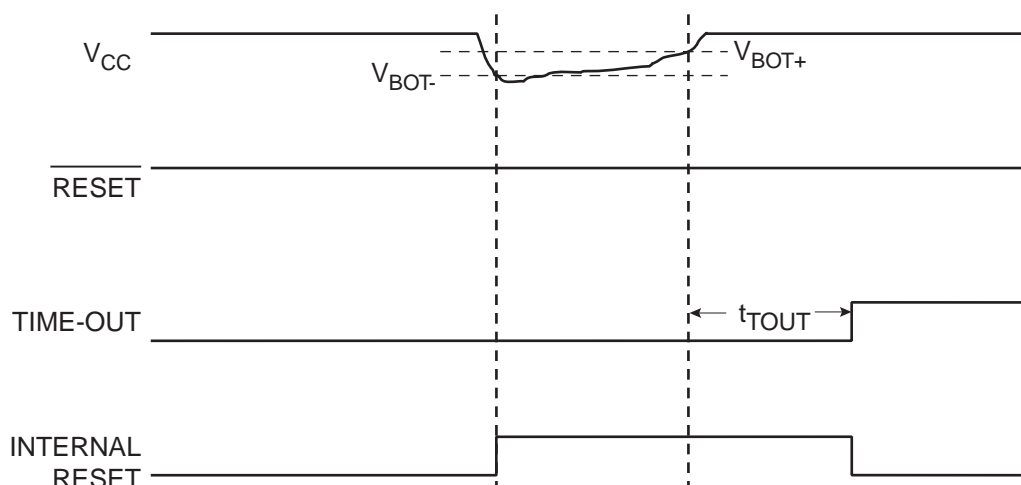 VCC
VBOT-
VBOT+
RESET
TIME-OUT
tTOUT
INTERNAL
RESET